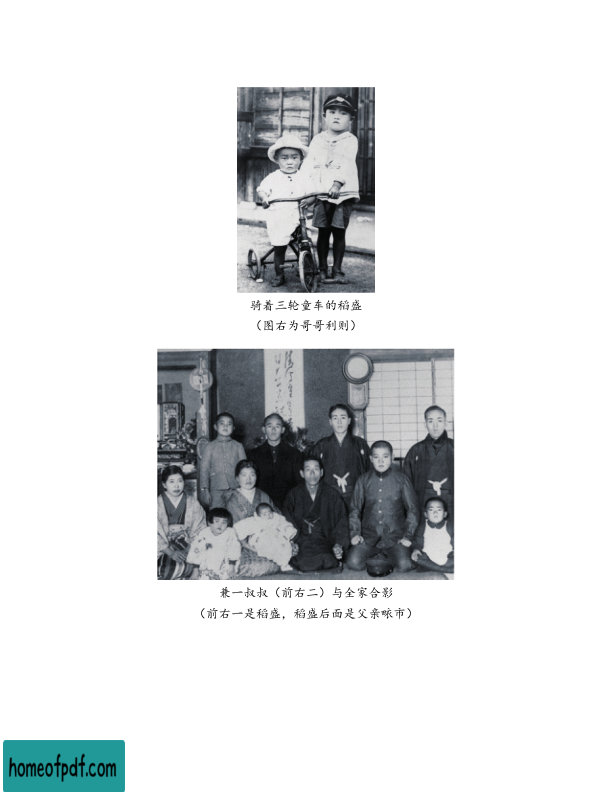 骑着三轮童车的稻盛
（图右为哥哥利则）
兼一叔叔（前右二）与全家合影
（前右一是稻盛，稻盛后面是父亲畩市）
homeofpdf.com